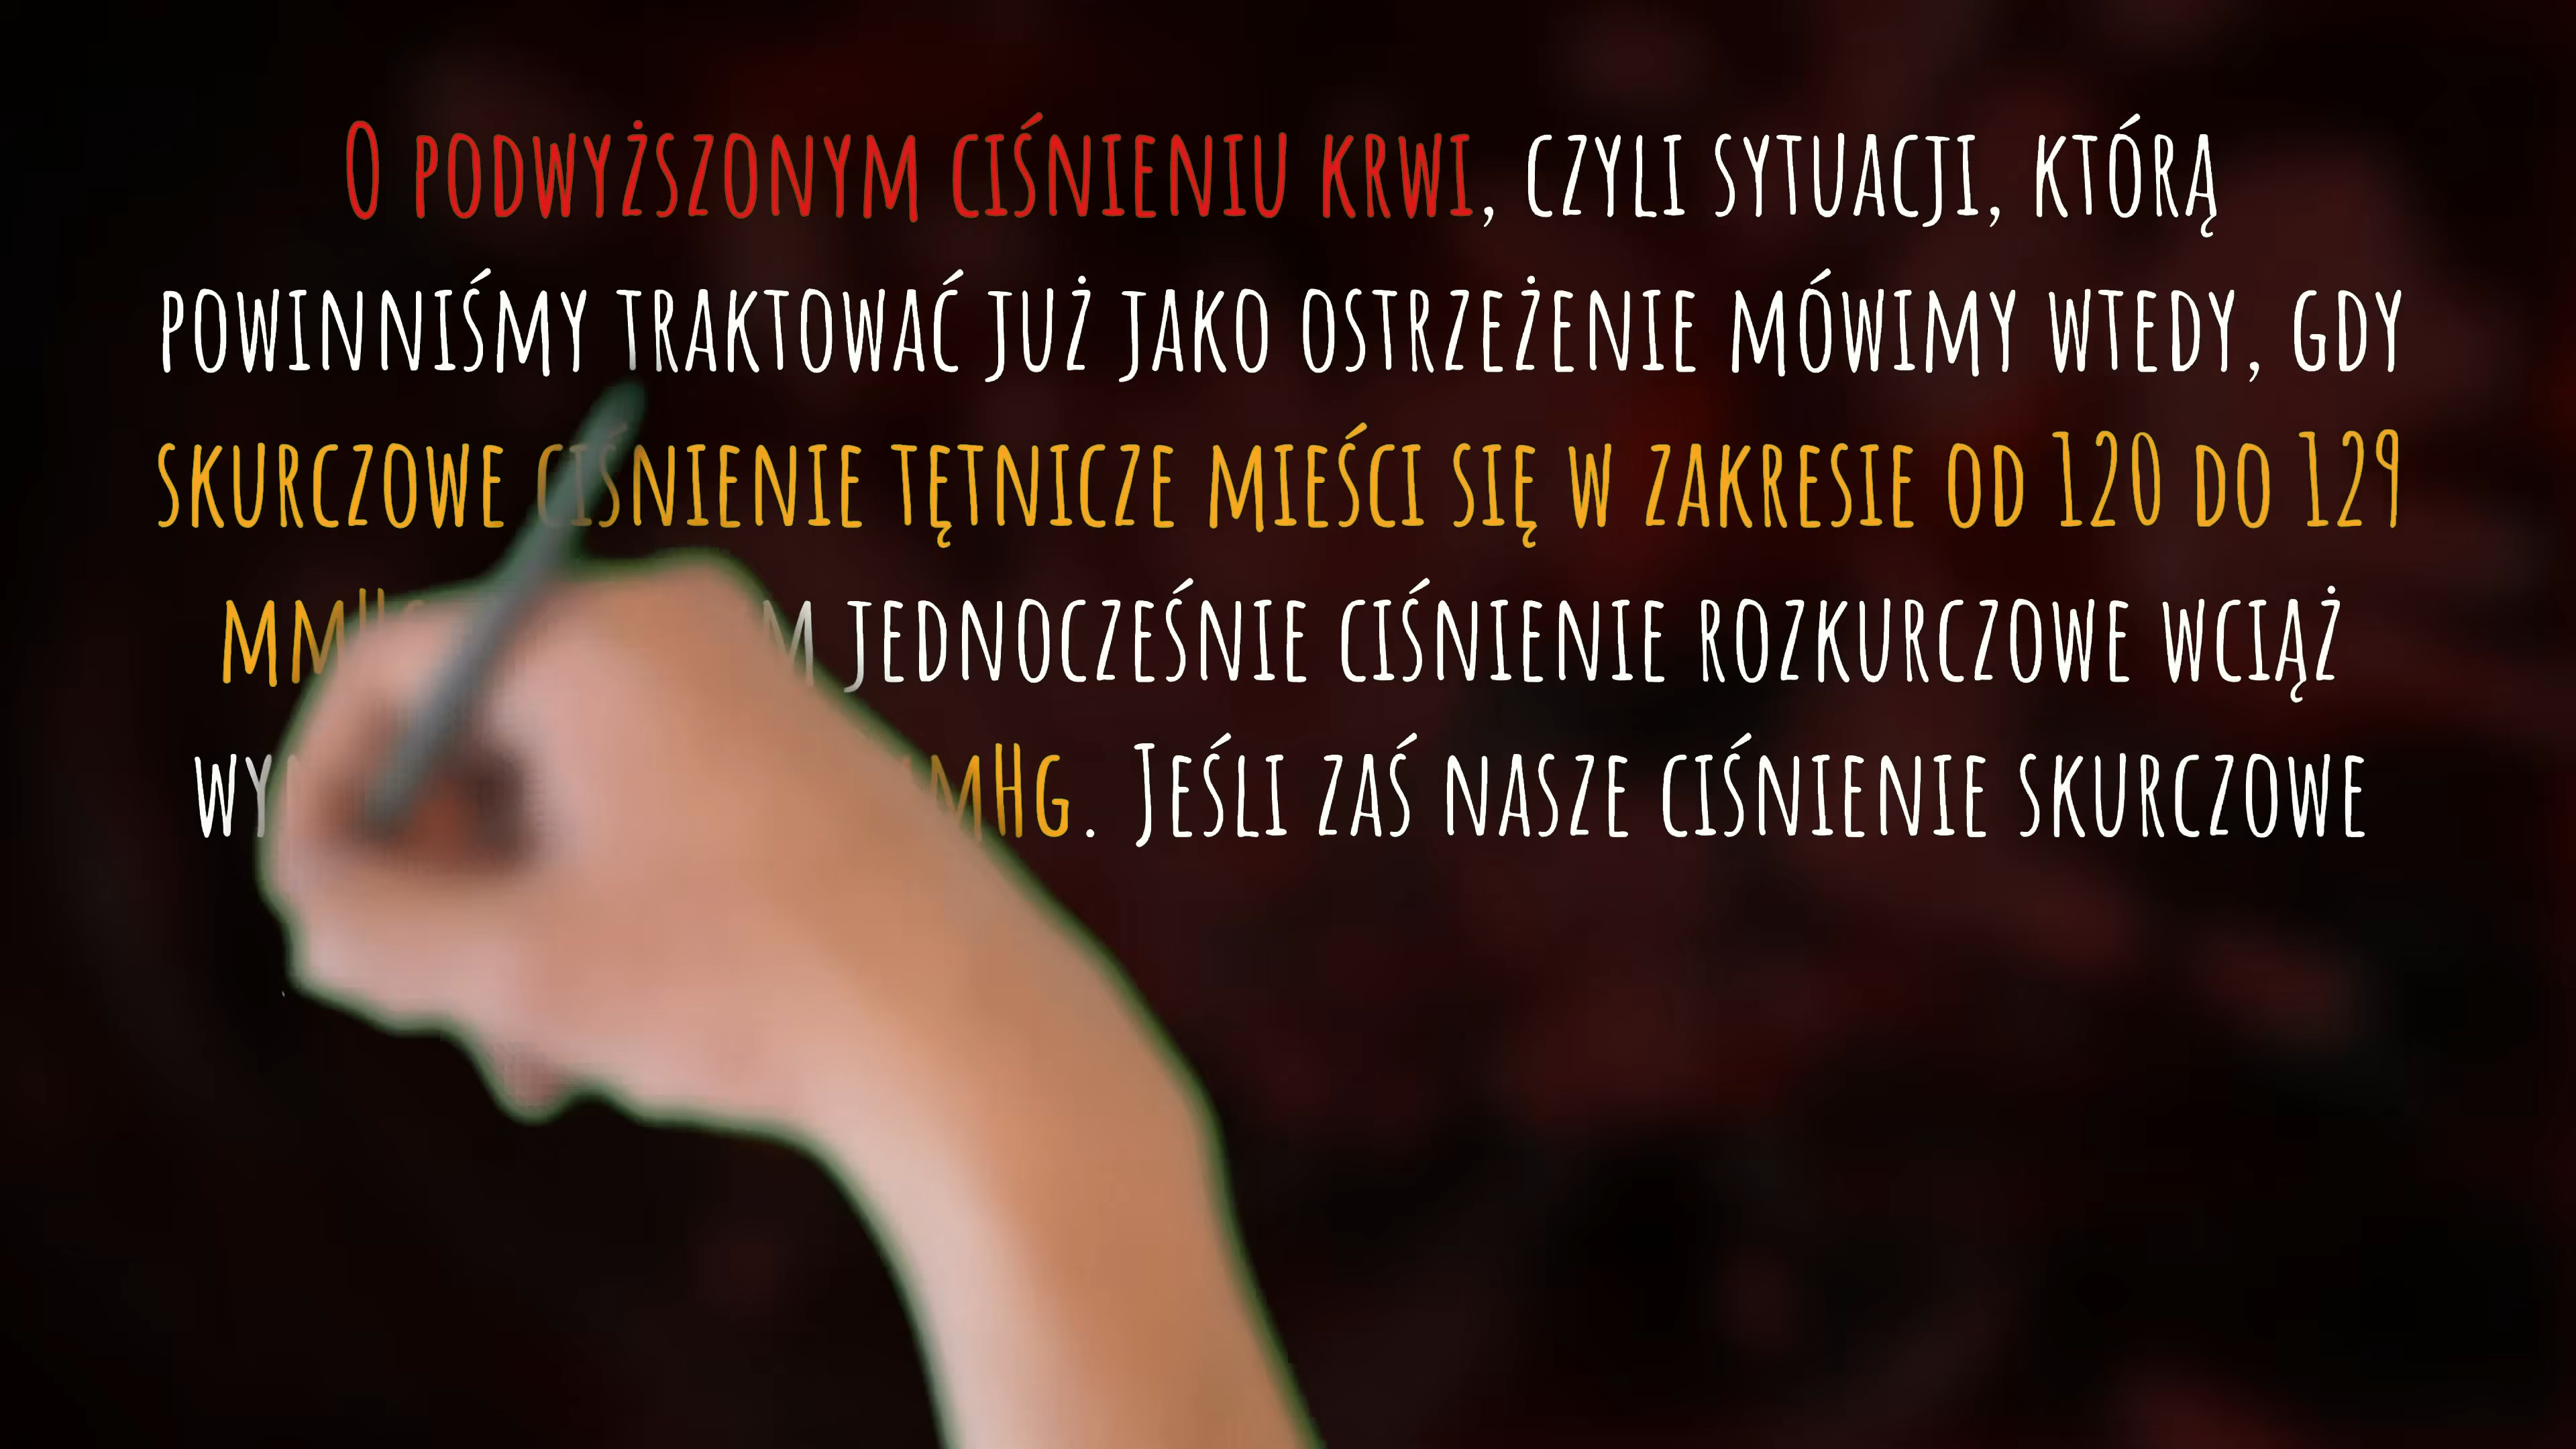 O podwyższonym ciśnieniu krwi, czyli sytuacji, którą
powinniśmy traktować już jako ostrzeżenie mówimy wtedy, gdy
skurczowe ciśnienie tętnicze mieści się w zakresie od 120 do 129
jednocześnie ciśnienie rozkurczowe wciąż
mmHg. Jeśli zaś nasze ciśnienie skurczowe